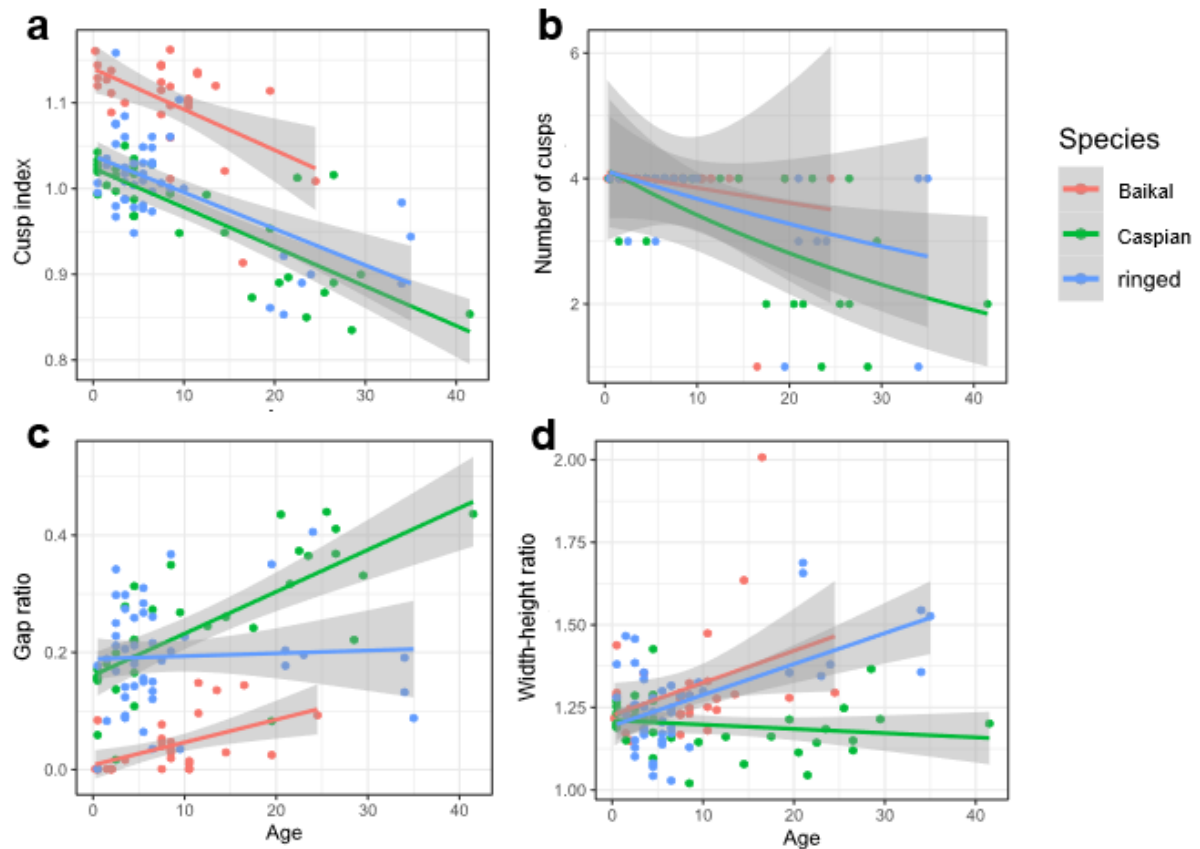 a
1.1
1.0
0.9
0.8
Cusp index
0 10 20 30 40
b
6
4
2
Number of cusps
0 10 20 30 40
Species
Baikal
Caspian
ringed
c
0.4
0.2
0.0
Gap ratio
0 10 20 30 40
Age
d
2.00
1.75
1.50
1.25
1.00
Width-height ratio
0 10 20 30 40
Age